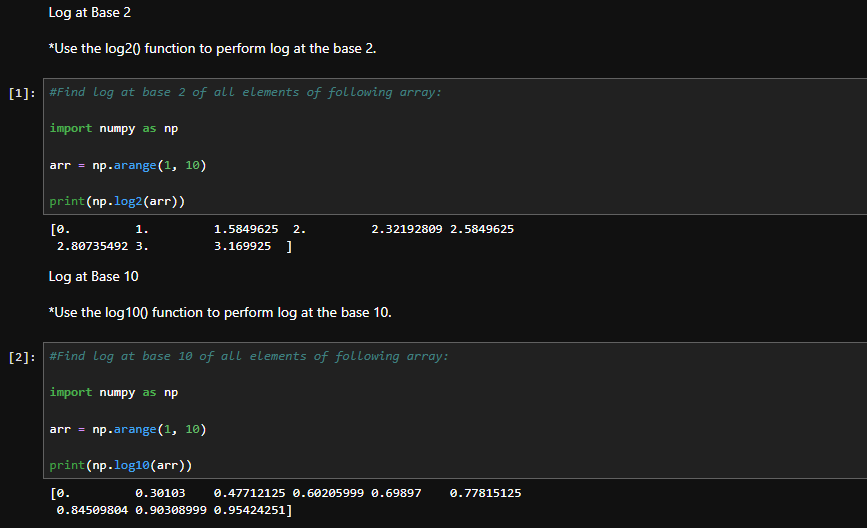 Log at Base 2
*Use the log2() function to perform log at the base 2.
[1]: #Find log at base 2 of all elements of following array:
import numpy as np
arr = np.arange(1, 10)
print(np.log2(arr))
[0.         1.         1.5849625  2.         2.32192809 2.5849625
 2.80735492 3.         3.169925  ]
Log at Base 10
*Use the log10() function to perform log at the base 10.
[2]: #Find log at base 10 of all elements of following array:
import numpy as np
arr = np.arange(1, 10)
print(np.log10(arr))
[0.         0.30103    0.47712125 0.60205999 0.69897    0.77815125
 0.84509804 0.90308999 0.95424251]